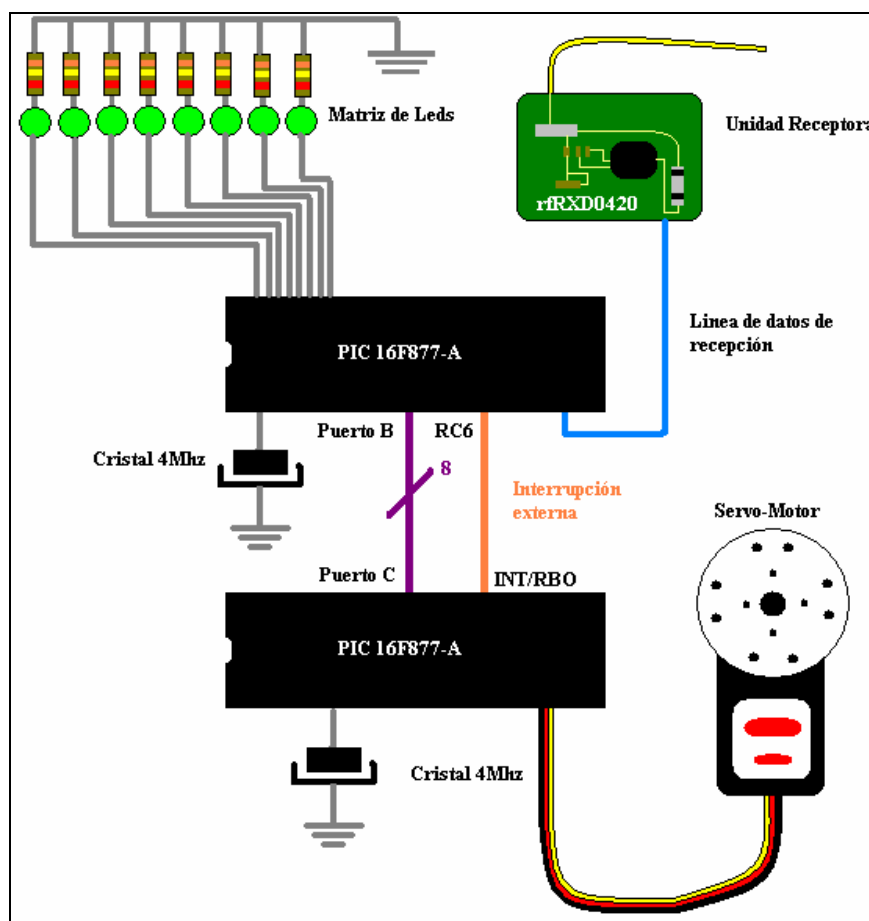 Matriz de Leds
Unidad Receptora
rfRXD0420
Linea de datos de
recepción
PIC 16F877-A
Puerto B
RC6
Cristal 4Mhz
8
Interrupción
externa
Servo-Motor
Puerto C
INT/RBO
PIC 16F877-A
Cristal 4Mhz